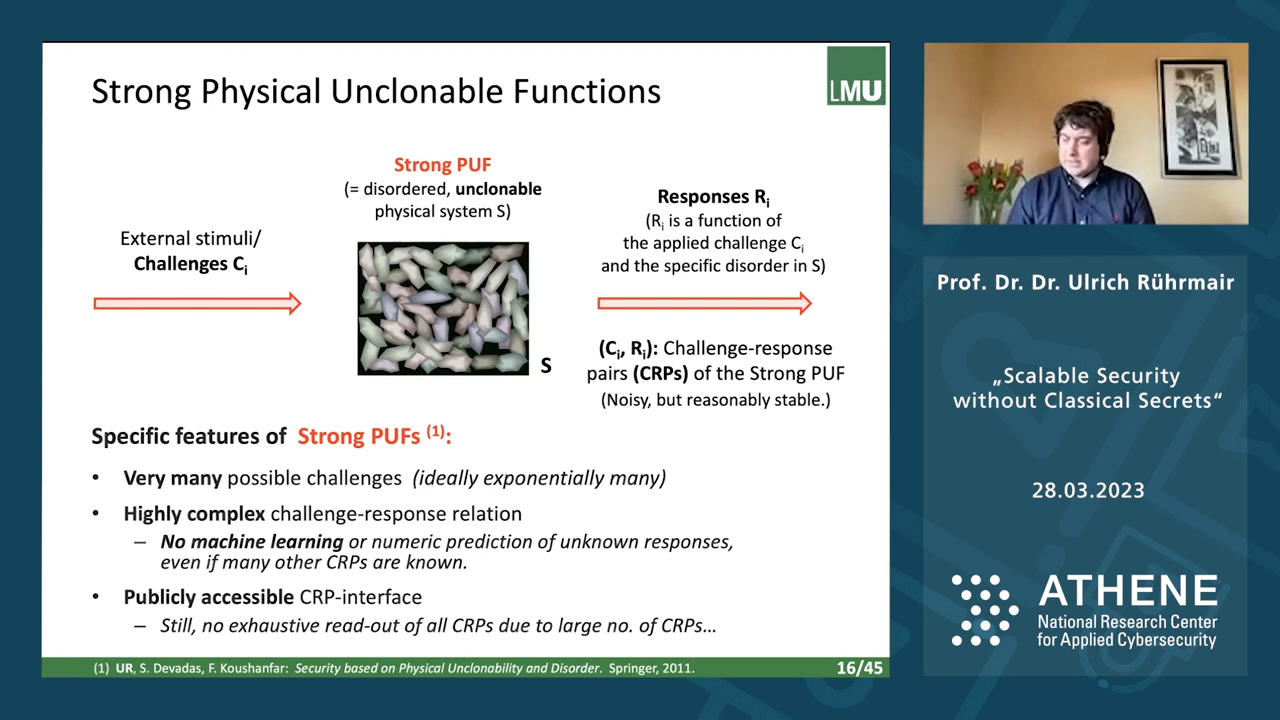 Strong Physical Unclonable Functions
LMU
Strong PUF
(= disordered, unclonable
physical system S)
External stimuli/
Challenges Ci
S
Responses Ri
(Ri is a function of
the applied challenge Ci
and the specific disorder in S)
(Ci, Ri): Challenge-response
pairs (CRPs) of the Strong PUF
(Noisy, but reasonably stable.)
Specific features of Strong PUFs (1):
• Very many possible challenges (ideally exponentially many)
• Highly complex challenge-response relation
– No machine learning or numeric prediction of unknown responses,
even if many other CRPs are known.
• Publicly accessible CRP-interface
– Still, no exhaustive read-out of all CRPs due to large no. of CRPs…
(1) UR, S. Devadas, F. Koushanfar: Security based on Physical Unclonability and Disorder. Springer, 2011.
16/45
Prof. Dr. Dr. Ulrich Rührmair
„Scalable Security
without Classical Secrets“
28.03.2023
ATHENE
National Research Center
for Applied Cybersecurity